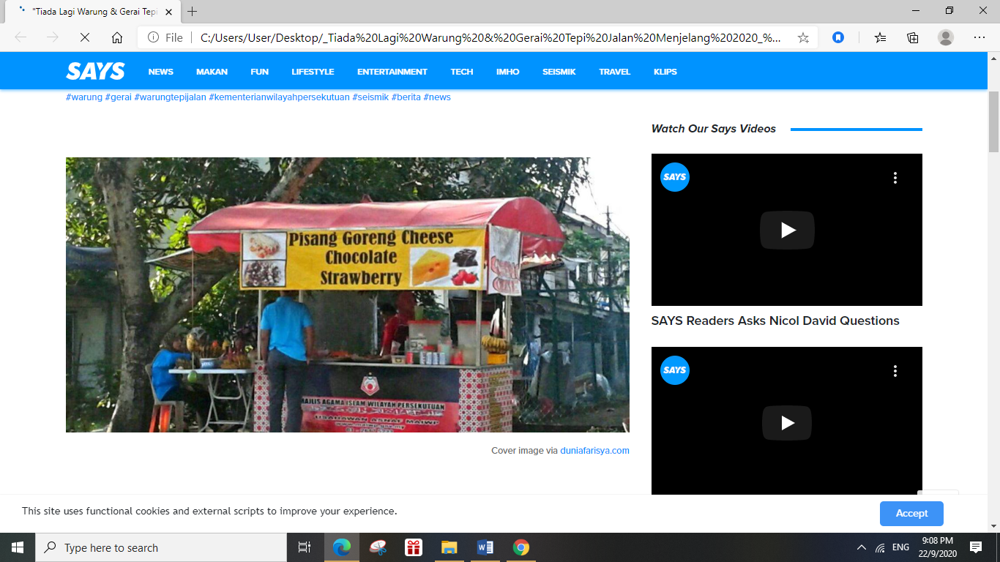 "Tiada Lagi Warung & Gerai Tepi
File
C:/Users/User/Desktop/_Tiada%20Lagi%20Warung%20&%20Gerai%20Tepi%20Jalan%20Menjelang%202020_%...
SAYS
NEWS MAKAN FUN LIFESTYLE ENTERTAINMENT TECH IMHO SEISMIK TRAVEL KLIPS
#warung #gerai #warungtepijalan #kementerianwilayahpersekutuan #seismik #berita #news
Pisang Goreng Cheese
Chocolate
Strawberry
MAJLIS AGAMA ISLAM WILAYAH PERSEKUTUAN
USAHAWAN ASNAF MAIWP
Cover image via duniafarisya.com
Watch Our Says Videos
SAYS
SAYS Readers Asks Nicol David Questions
SAYS
This site uses functional cookies and external scripts to improve your experience.
Accept
Type here to search
ENG
9:08 PM
22/9/2020